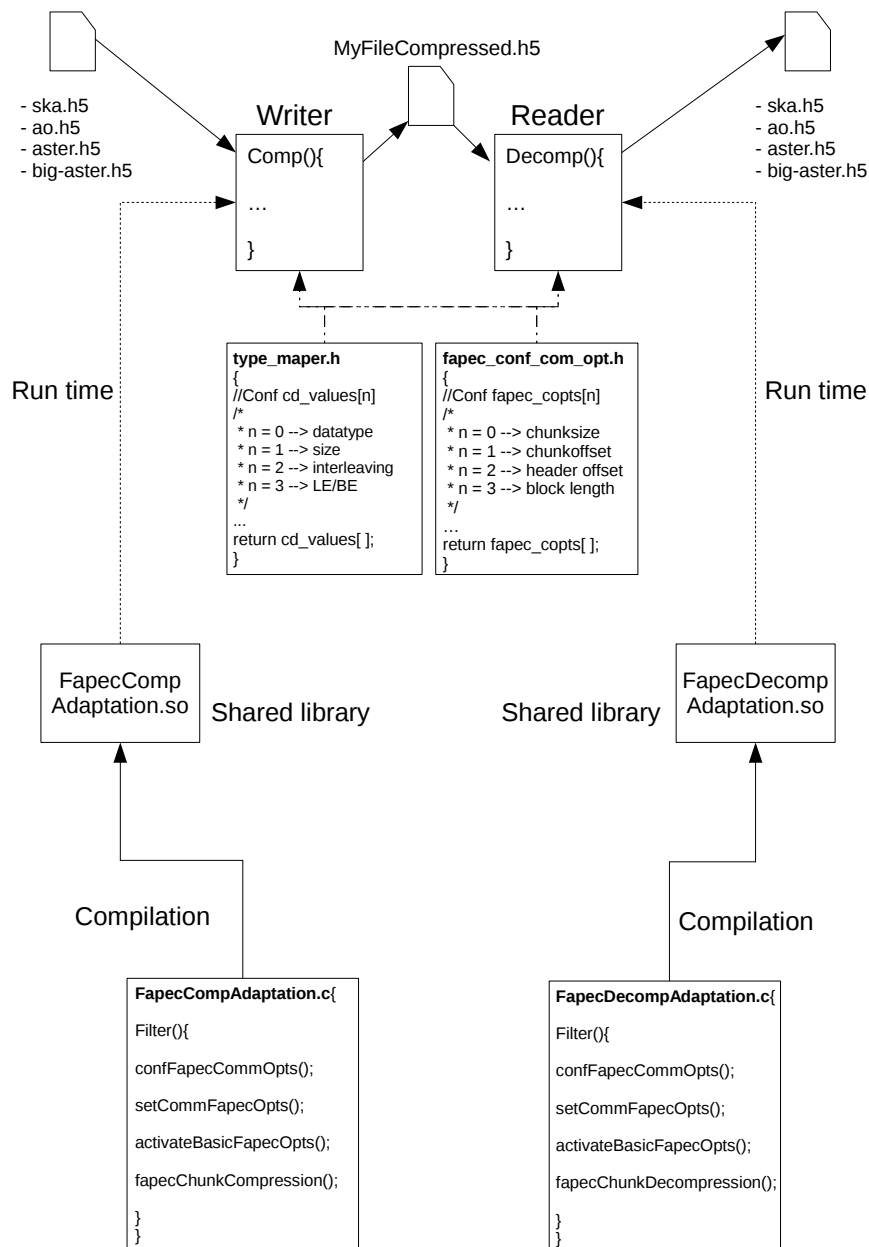 MyFileCompressed.h5
- ska.h5
- ao.h5
- aster.h5
- big-aster.h5
Writer
Comp(){
...
}
Reader
Decomp(){
...
}
- ska.h5
- ao.h5
- aster.h5
- big-aster.h5
Run time
type_maper.h
{
//Conf cd_values[n]
/*
* n = 0 --> datatype
* n = 1 --> size
* n = 2 --> interleaving
* n = 3 --> LE/BE
*/
...
return cd_values[ ];
}
fapec_conf_com_opt.h
{
//Conf fapec_copts[n]
/*
* n = 0 --> chunksize
* n = 1 --> chunkoffset
* n = 2 --> header offset
* n = 3 --> block length
*/
...
return fapec_copts[ ];
}
Run time
FapecComp
Adaptation.so
Shared library
Shared library
FapecDecomp
Adaptation.so
Compilation
Compilation
FapecCompAdaptation.c{
Filter(){
confFapecCommOpts();
setCommFapecOpts();
activateBasicFapecOpts();
fapecChunkCompression();
}
}
FapecDecompAdaptation.c{
Filter(){
confFapecCommOpts();
setCommFapecOpts();
activateBasicFapecOpts();
fapecChunkDecompression();
}
}